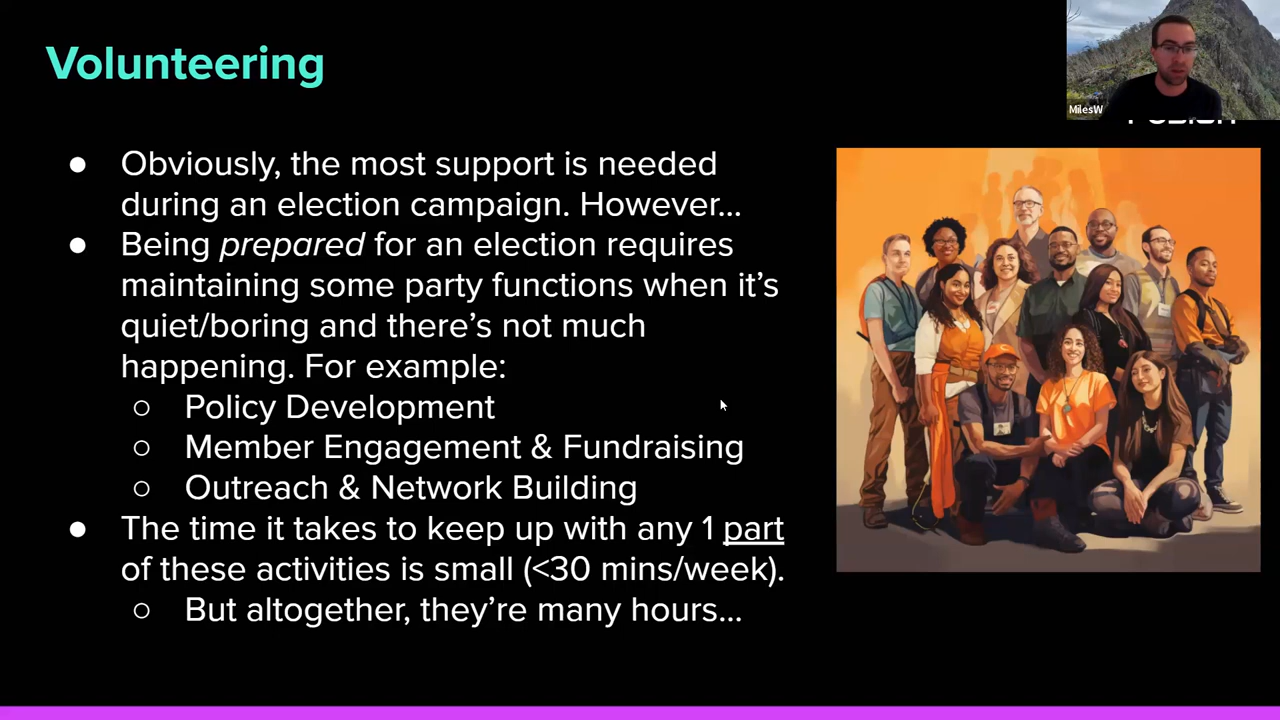 Volunteering
MilesW
● Obviously, the most support is needed
during an election campaign. However...
● Being prepared for an election requires
maintaining some party functions when it's
quiet/boring and there's not much
happening. For example:
○ Policy Development
○ Member Engagement & Fundraising
○ Outreach & Network Building
● The time it takes to keep up with any 1 part
of these activities is small (<30 mins/week).
○ But altogether, they're many hours...